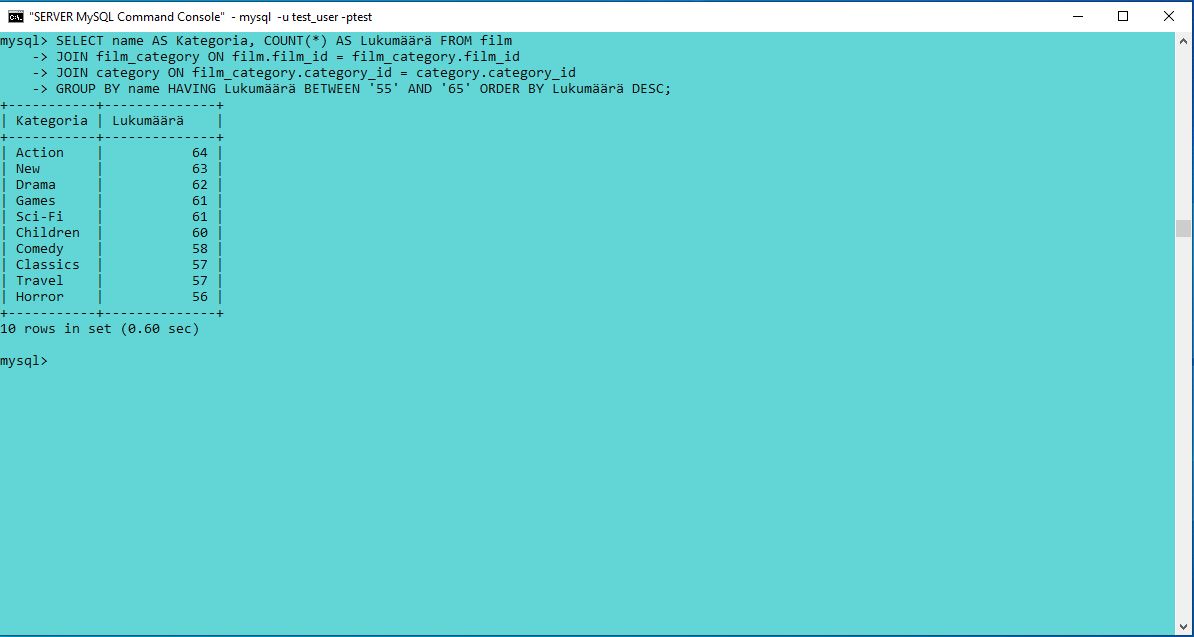 "SERVER MySQL Command Console" - mysql -u test_user -ptest
mysql> SELECT name AS Kategoria, COUNT(*) AS Lukumäärä FROM film
    -> JOIN film_category ON film.film_id = film_category.film_id
    -> JOIN category ON film_category.category_id = category.category_id
    -> GROUP BY name HAVING Lukumäärä BETWEEN '55' AND '65' ORDER BY Lukumäärä DESC;
+-----------+--------------+
| Kategoria | Lukumäärä    |
+-----------+--------------+
| Action    |           64 |
| New       |           63 |
| Drama     |           62 |
| Games     |           61 |
| Sci-Fi    |           61 |
| Children  |           60 |
| Comedy    |           58 |
| Classics  |           57 |
| Travel    |           57 |
| Horror    |           56 |
+-----------+--------------+
10 rows in set (0.60 sec)
mysql>